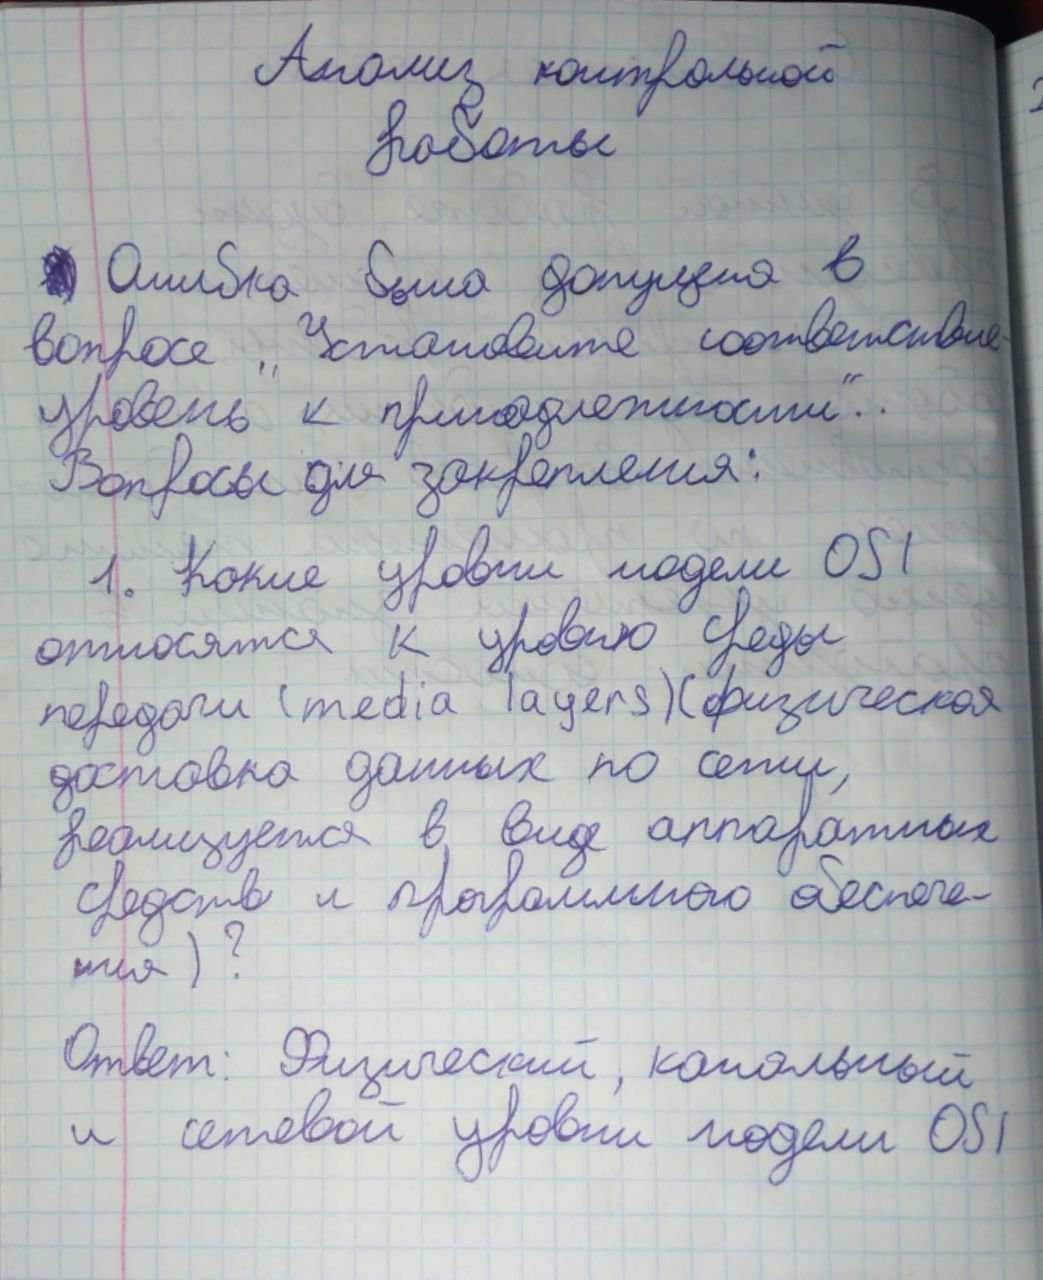 Анализ контрольной
работы
Ошибка была допущена в
вопросе „Установите соответствие-
уровень к принадлежности“..
Вопросы для закрепления:
1. Какие уровни модели OSI
относятся к уровню среды
передачи (media layers)(физическая
доставка данных по сети,
реализуется в виде аппаратных
средств и программного обеспече-
ния)?
Ответ: Физический, канальный
и сетевой уровни модели OSI